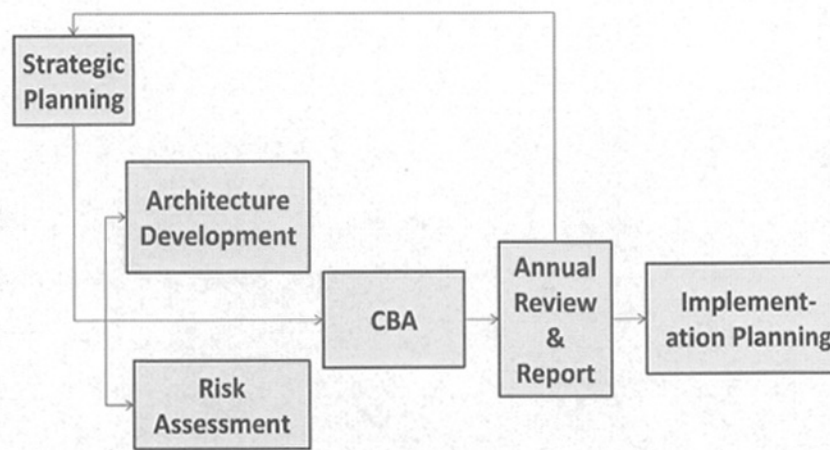 Strategic
Planning
Architecture
Development
Risk
Assessment
CBA
Annual
Review
&
Report
Implement-
ation Planning